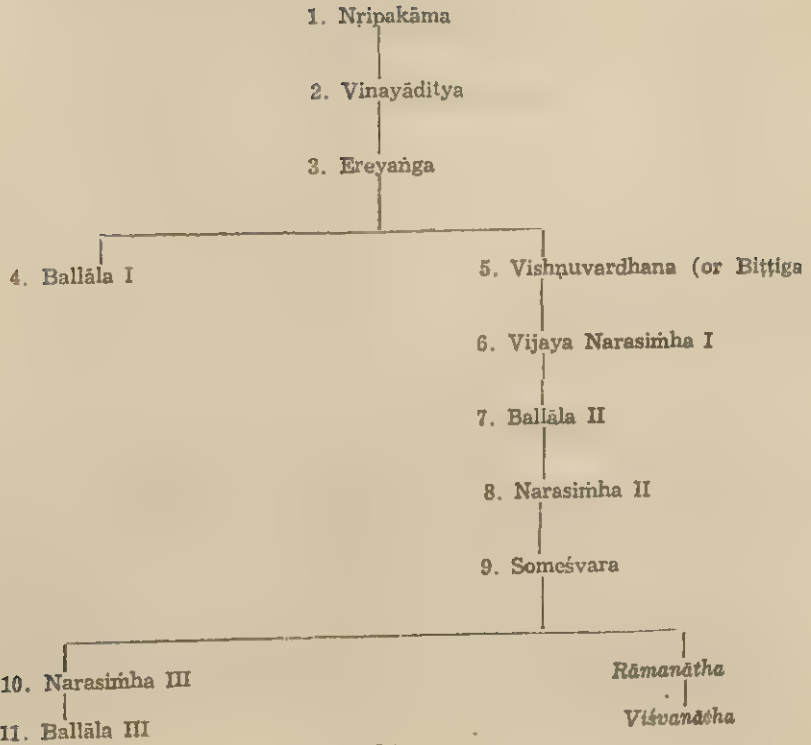 1. Nṛipakāma
2. Vinayāditya
3. Ereyaṅga
4. Ballāla I
5. Vishṇuvardhana (or Biṭṭiga
6. Vijaya Narasiṁha I
7. Ballāla II
8. Narasiṁha II
9. Someśvara
10. Narasiṁha III
Rāmanātha
11. Ballāla III
Viśvanātha